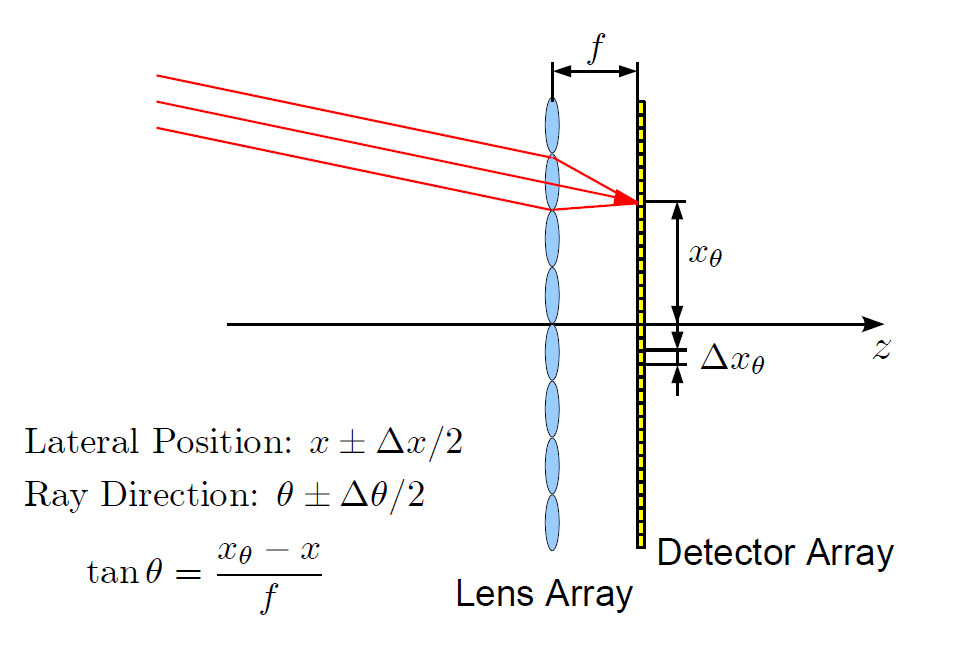 f
x_θ
z
Δx_θ
Lateral Position: x ± Δx/2
Ray Direction: θ ± Δθ/2
tan θ = (x_θ − x)/f
Detector Array
Lens Array